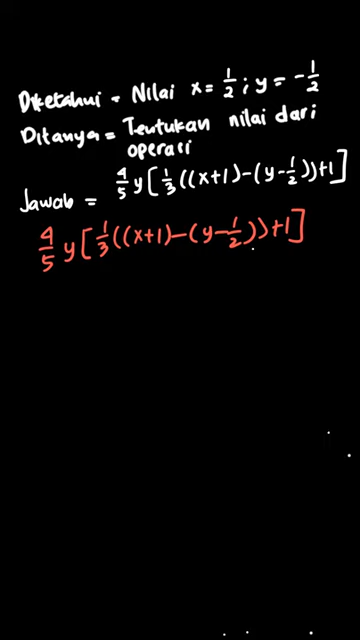 Diketahui = Nilai x = 1/2 ; y = -1/2
Ditanya = Tentukan nilai dari
operasi
4/5 y [1/3 ((x+1) - (y - 1/2)) + 1]
Jawab =
4/5 y [1/3 ((x+1) - (y - 1/2)) + 1]